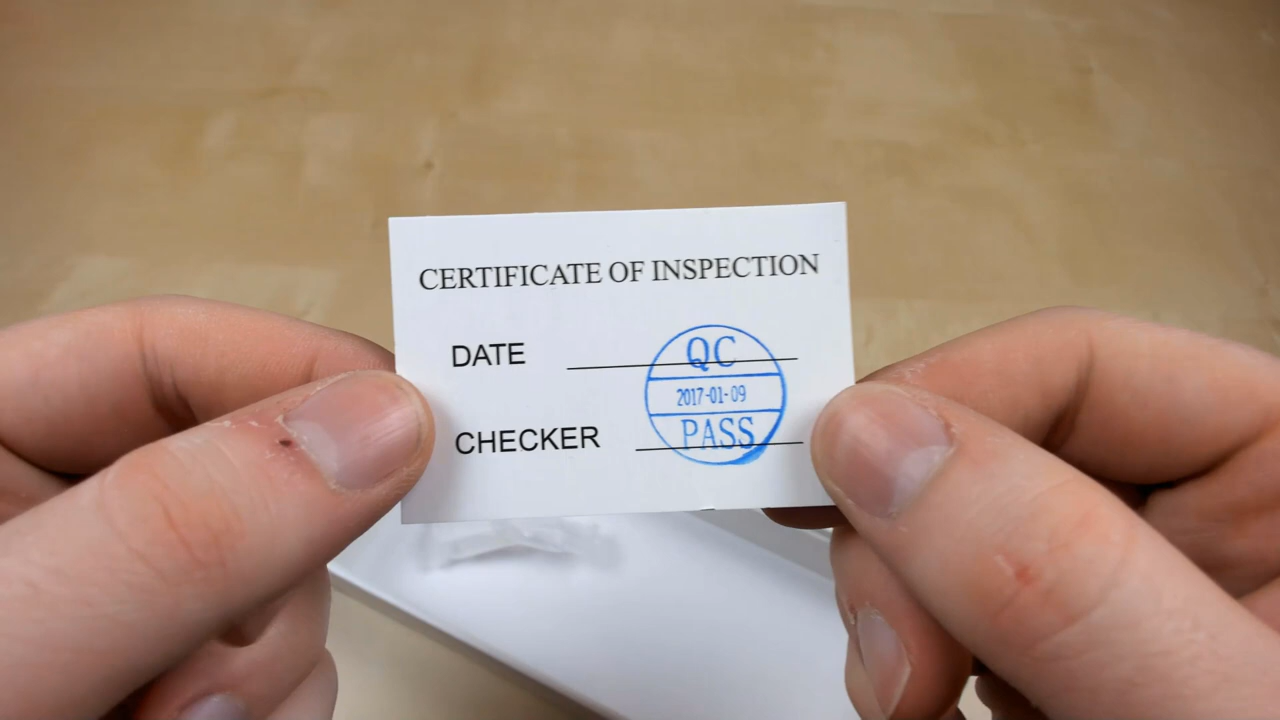 CERTIFICATE OF INSPECTION
DATE
QC
2017-01-09
CHECKER
PASS